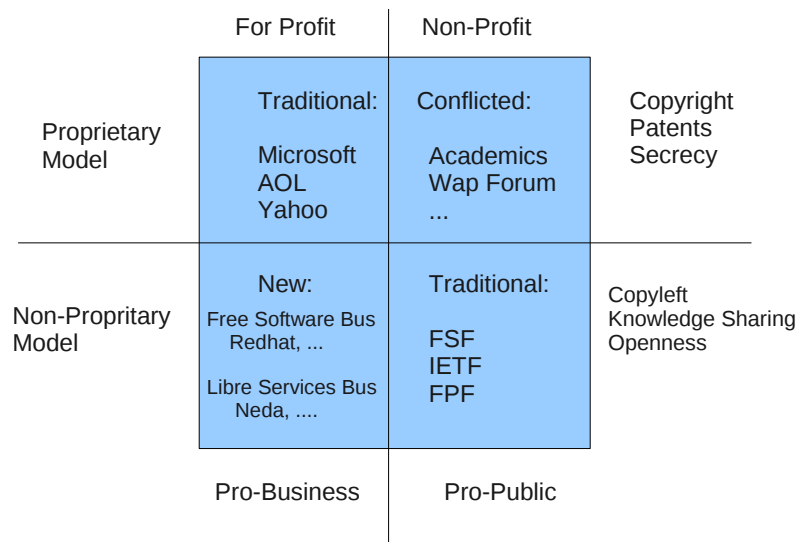 For Profit
Non-Profit
Proprietary
Model
Traditional:
Microsoft
AOL
Yahoo
Conflicted:
Academics
Wap Forum
...
Copyright
Patents
Secrecy
Non-Propritary
Model
New:
Free Software Bus
Redhat, ...
Libre Services Bus
Neda, ....
Traditional:
FSF
IETF
FPF
Copyleft
Knowledge Sharing
Openness
Pro-Business
Pro-Public